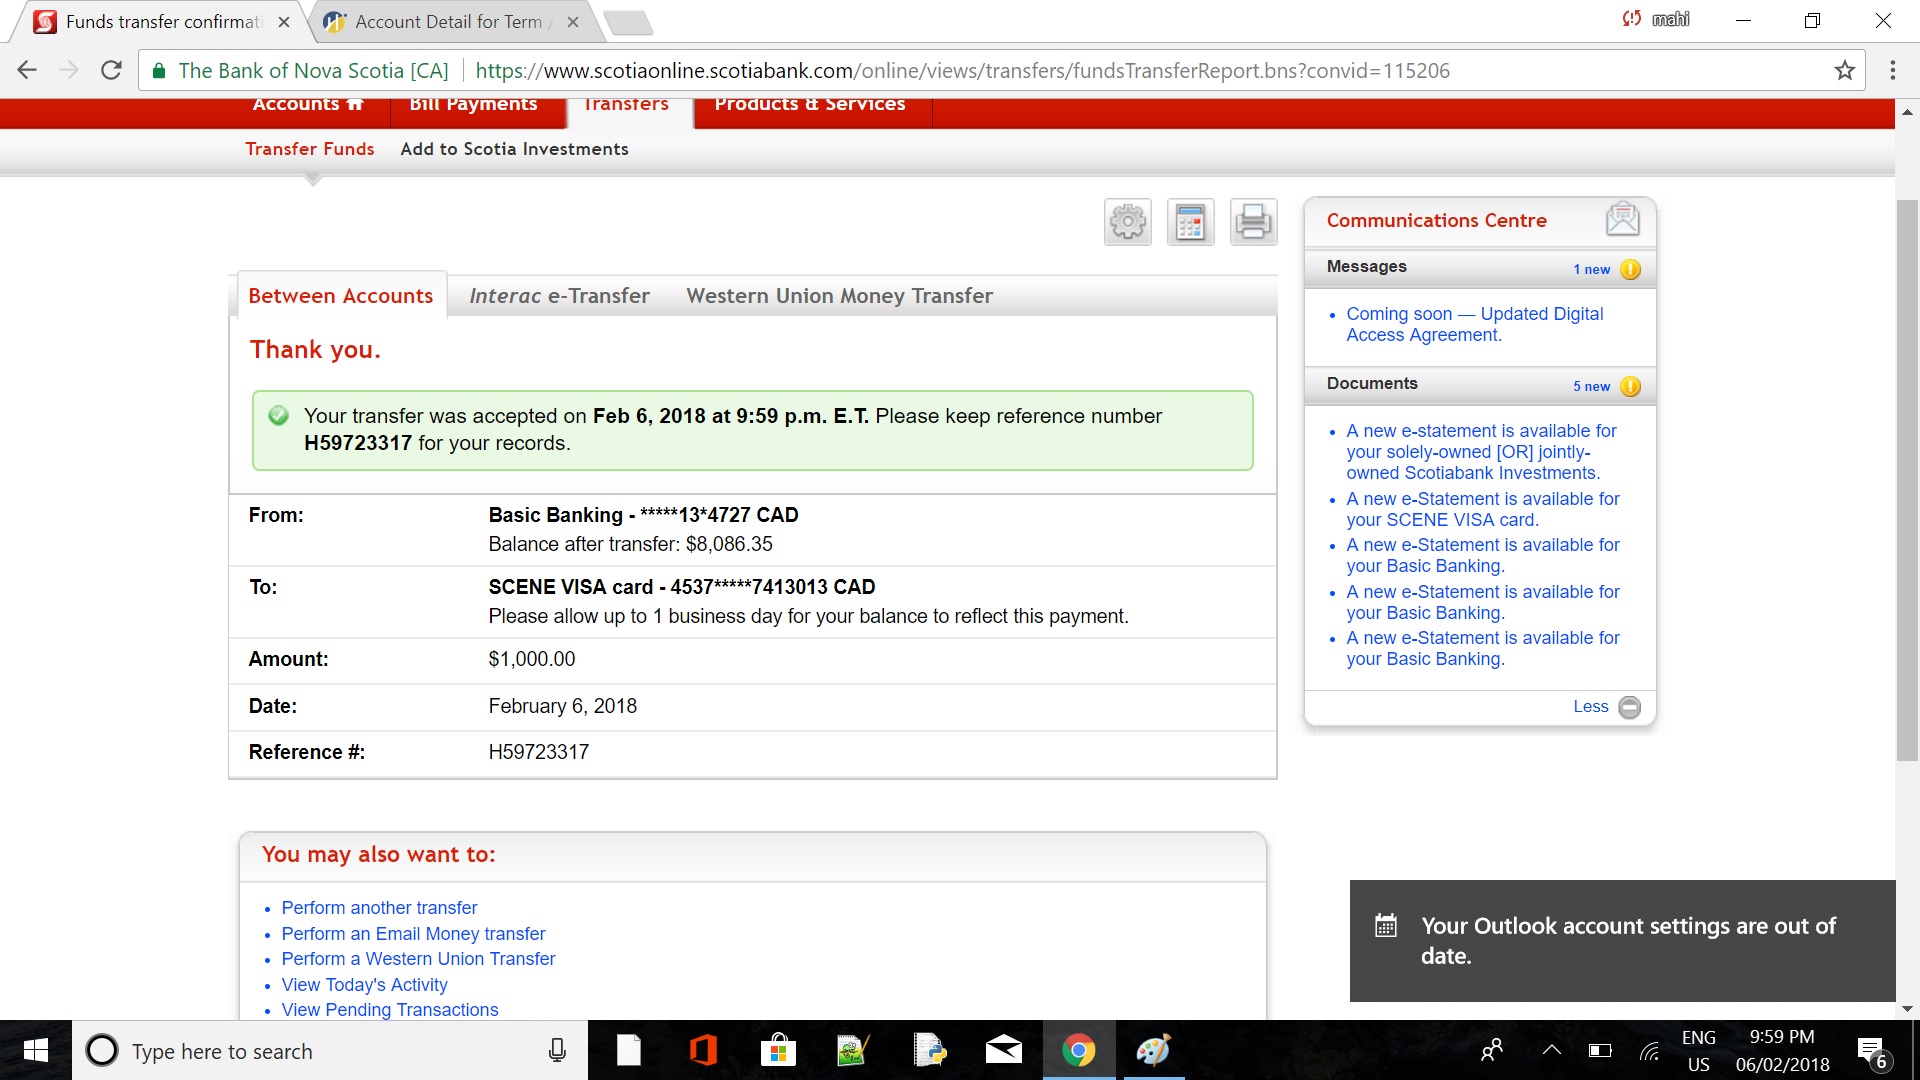 Funds transfer confirmati
Account Detail for Term
mahi
The Bank of Nova Scotia [CA]
https://www.scotiaonline.scotiabank.com/online/views/transfers/fundsTransferReport.bns?convid=115206
Accounts
Bill Payments
Transfers
Products & Services
Transfer Funds
Add to Scotia Investments
Between Accounts
Interac e-Transfer
Western Union Money Transfer
Thank you.
Your transfer was accepted on Feb 6, 2018 at 9:59 p.m. E.T. Please keep reference number
H59723317 for your records.
From:
Basic Banking - *****13*4727 CAD
Balance after transfer: $8,086.35
To:
SCENE VISA card - 4537*****7413013 CAD
Please allow up to 1 business day for your balance to reflect this payment.
Amount:
$1,000.00
Date:
February 6, 2018
Reference #:
H59723317
You may also want to:
• Perform another transfer
• Perform an Email Money transfer
• Perform a Western Union Transfer
• View Today's Activity
• View Pending Transactions
Communications Centre
Messages
1 new
• Coming soon — Updated Digital
Access Agreement.
Documents
5 new
• A new e-statement is available for
your solely-owned [OR] jointly-
owned Scotiabank Investments.
• A new e-Statement is available for
your SCENE VISA card.
• A new e-Statement is available for
your Basic Banking.
• A new e-Statement is available for
your Basic Banking.
• A new e-Statement is available for
your Basic Banking.
Less
Your Outlook account settings are out of
date.
Type here to search
ENG
US
9:59 PM
06/02/2018
6